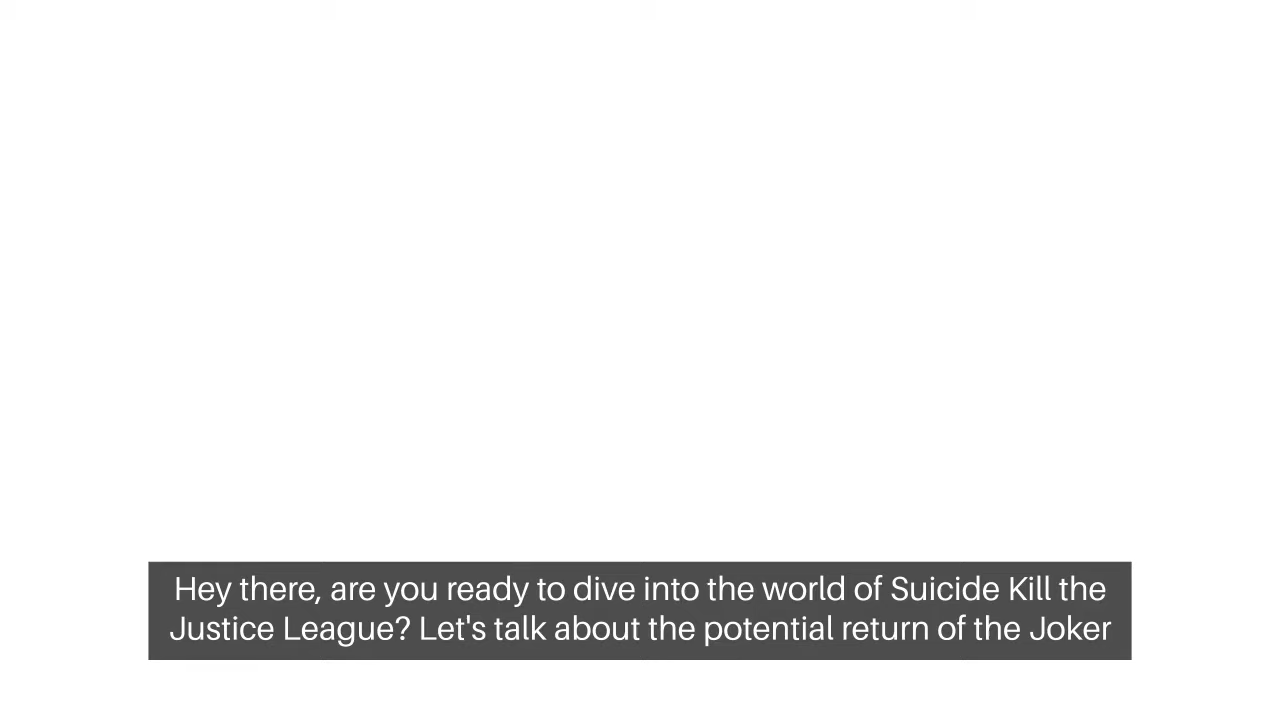 Hey there, are you ready to dive into the world of Suicide Kill the
Justice League? Let's talk about the potential return of the Joker